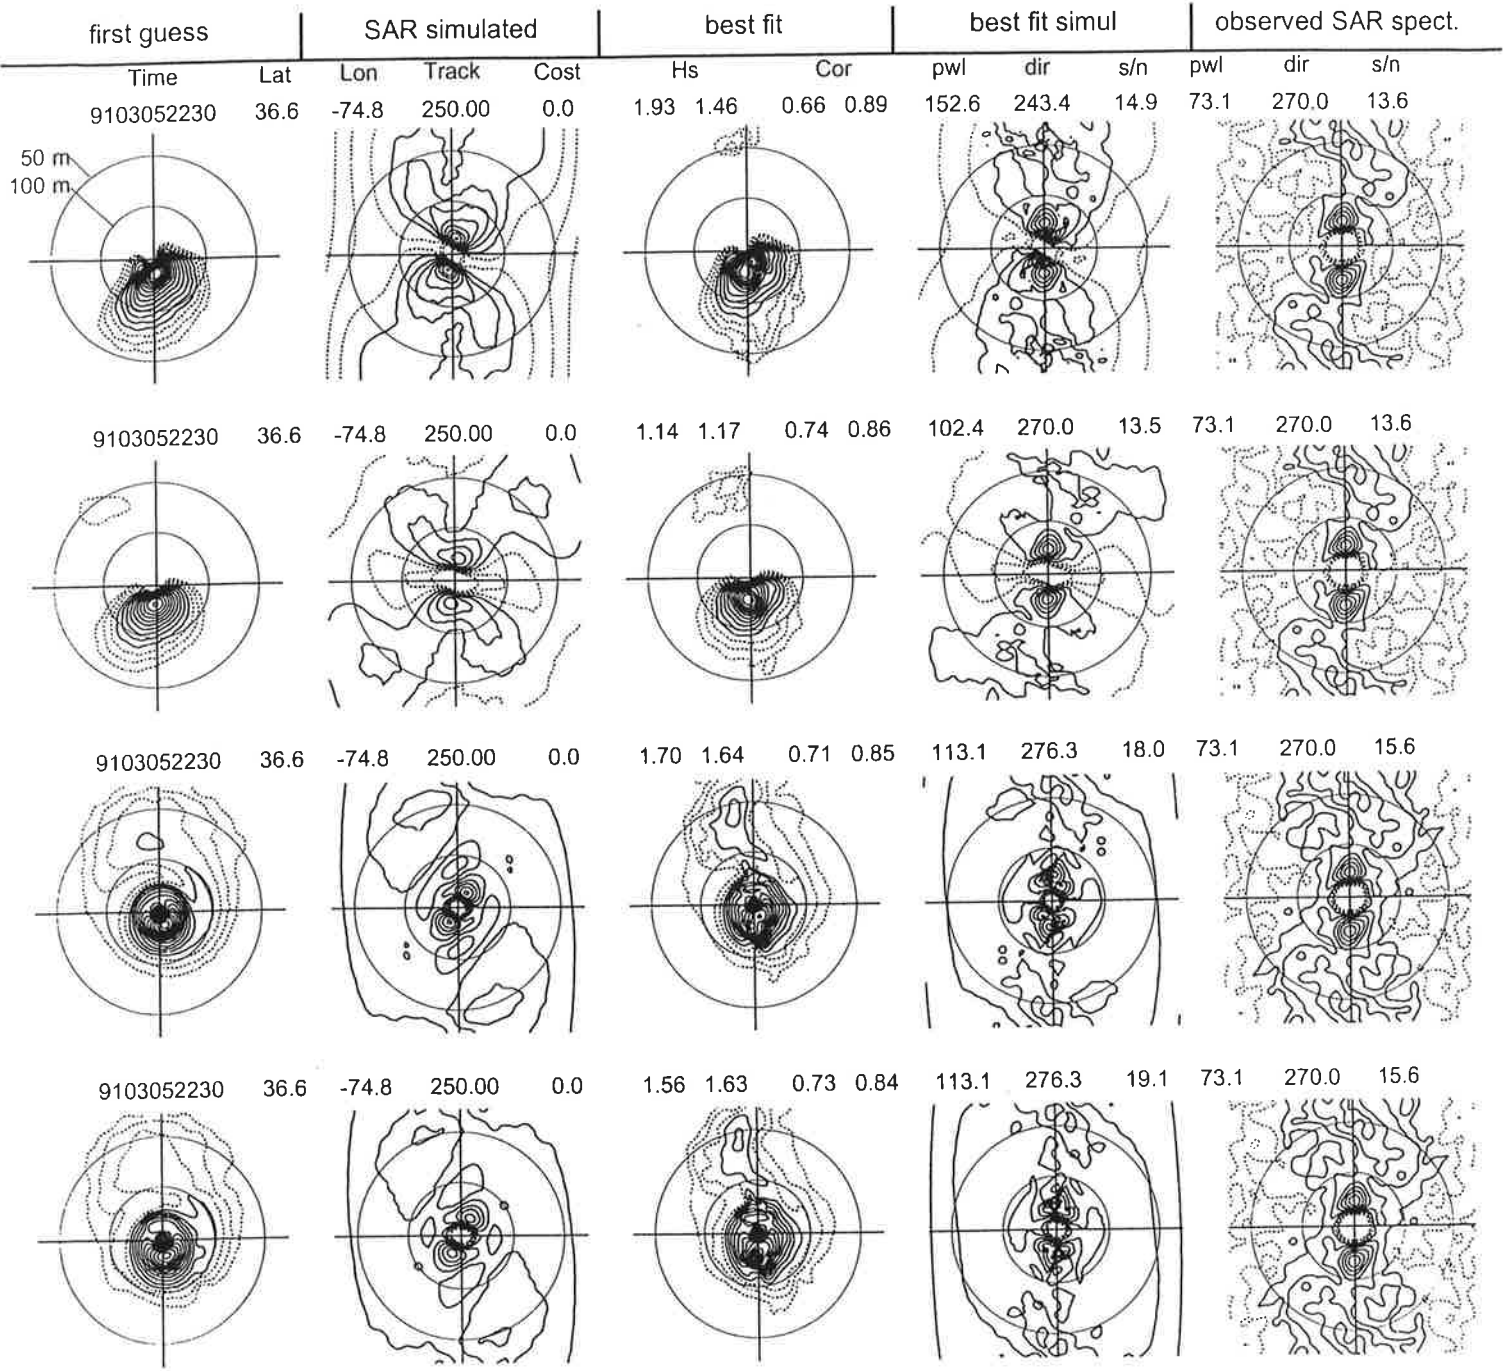 first guess SAR simulated best fit best fit simul observed SAR spect.
Time Lat Lon Track Cost Hs Cor pwl dir s/n pwl dir s/n
9103052230 36.6 -74.8 250.00 0.0 1.93 1.46 0.66 0.89 152.6 243.4 14.9 73.1 270.0 13.6
50 m
100 m
9103052230 36.6 -74.8 250.00 0.0 1.14 1.17 0.74 0.86 102.4 270.0 13.5 73.1 270.0 13.6
9103052230 36.6 -74.8 250.00 0.0 1.70 1.64 0.71 0.85 113.1 276.3 18.0 73.1 270.0 15.6
9103052230 36.6 -74.8 250.00 0.0 1.56 1.63 0.73 0.84 113.1 276.3 19.1 73.1 270.0 15.6